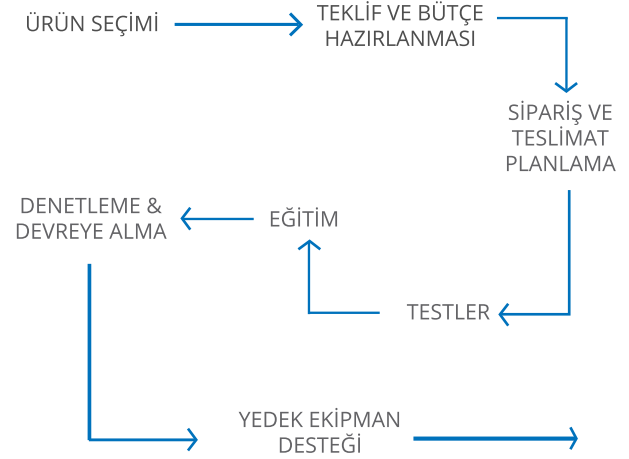 ÜRÜN SEÇİMİ
TEKLİF VE BÜTÇE
HAZIRLANMASI
SİPARİŞ VE
TESLİMAT
PLANLAMA
TESTLER
EĞİTİM
DENETLEME &
DEVREYE ALMA
YEDEK EKİPMAN
DESTEĞİ